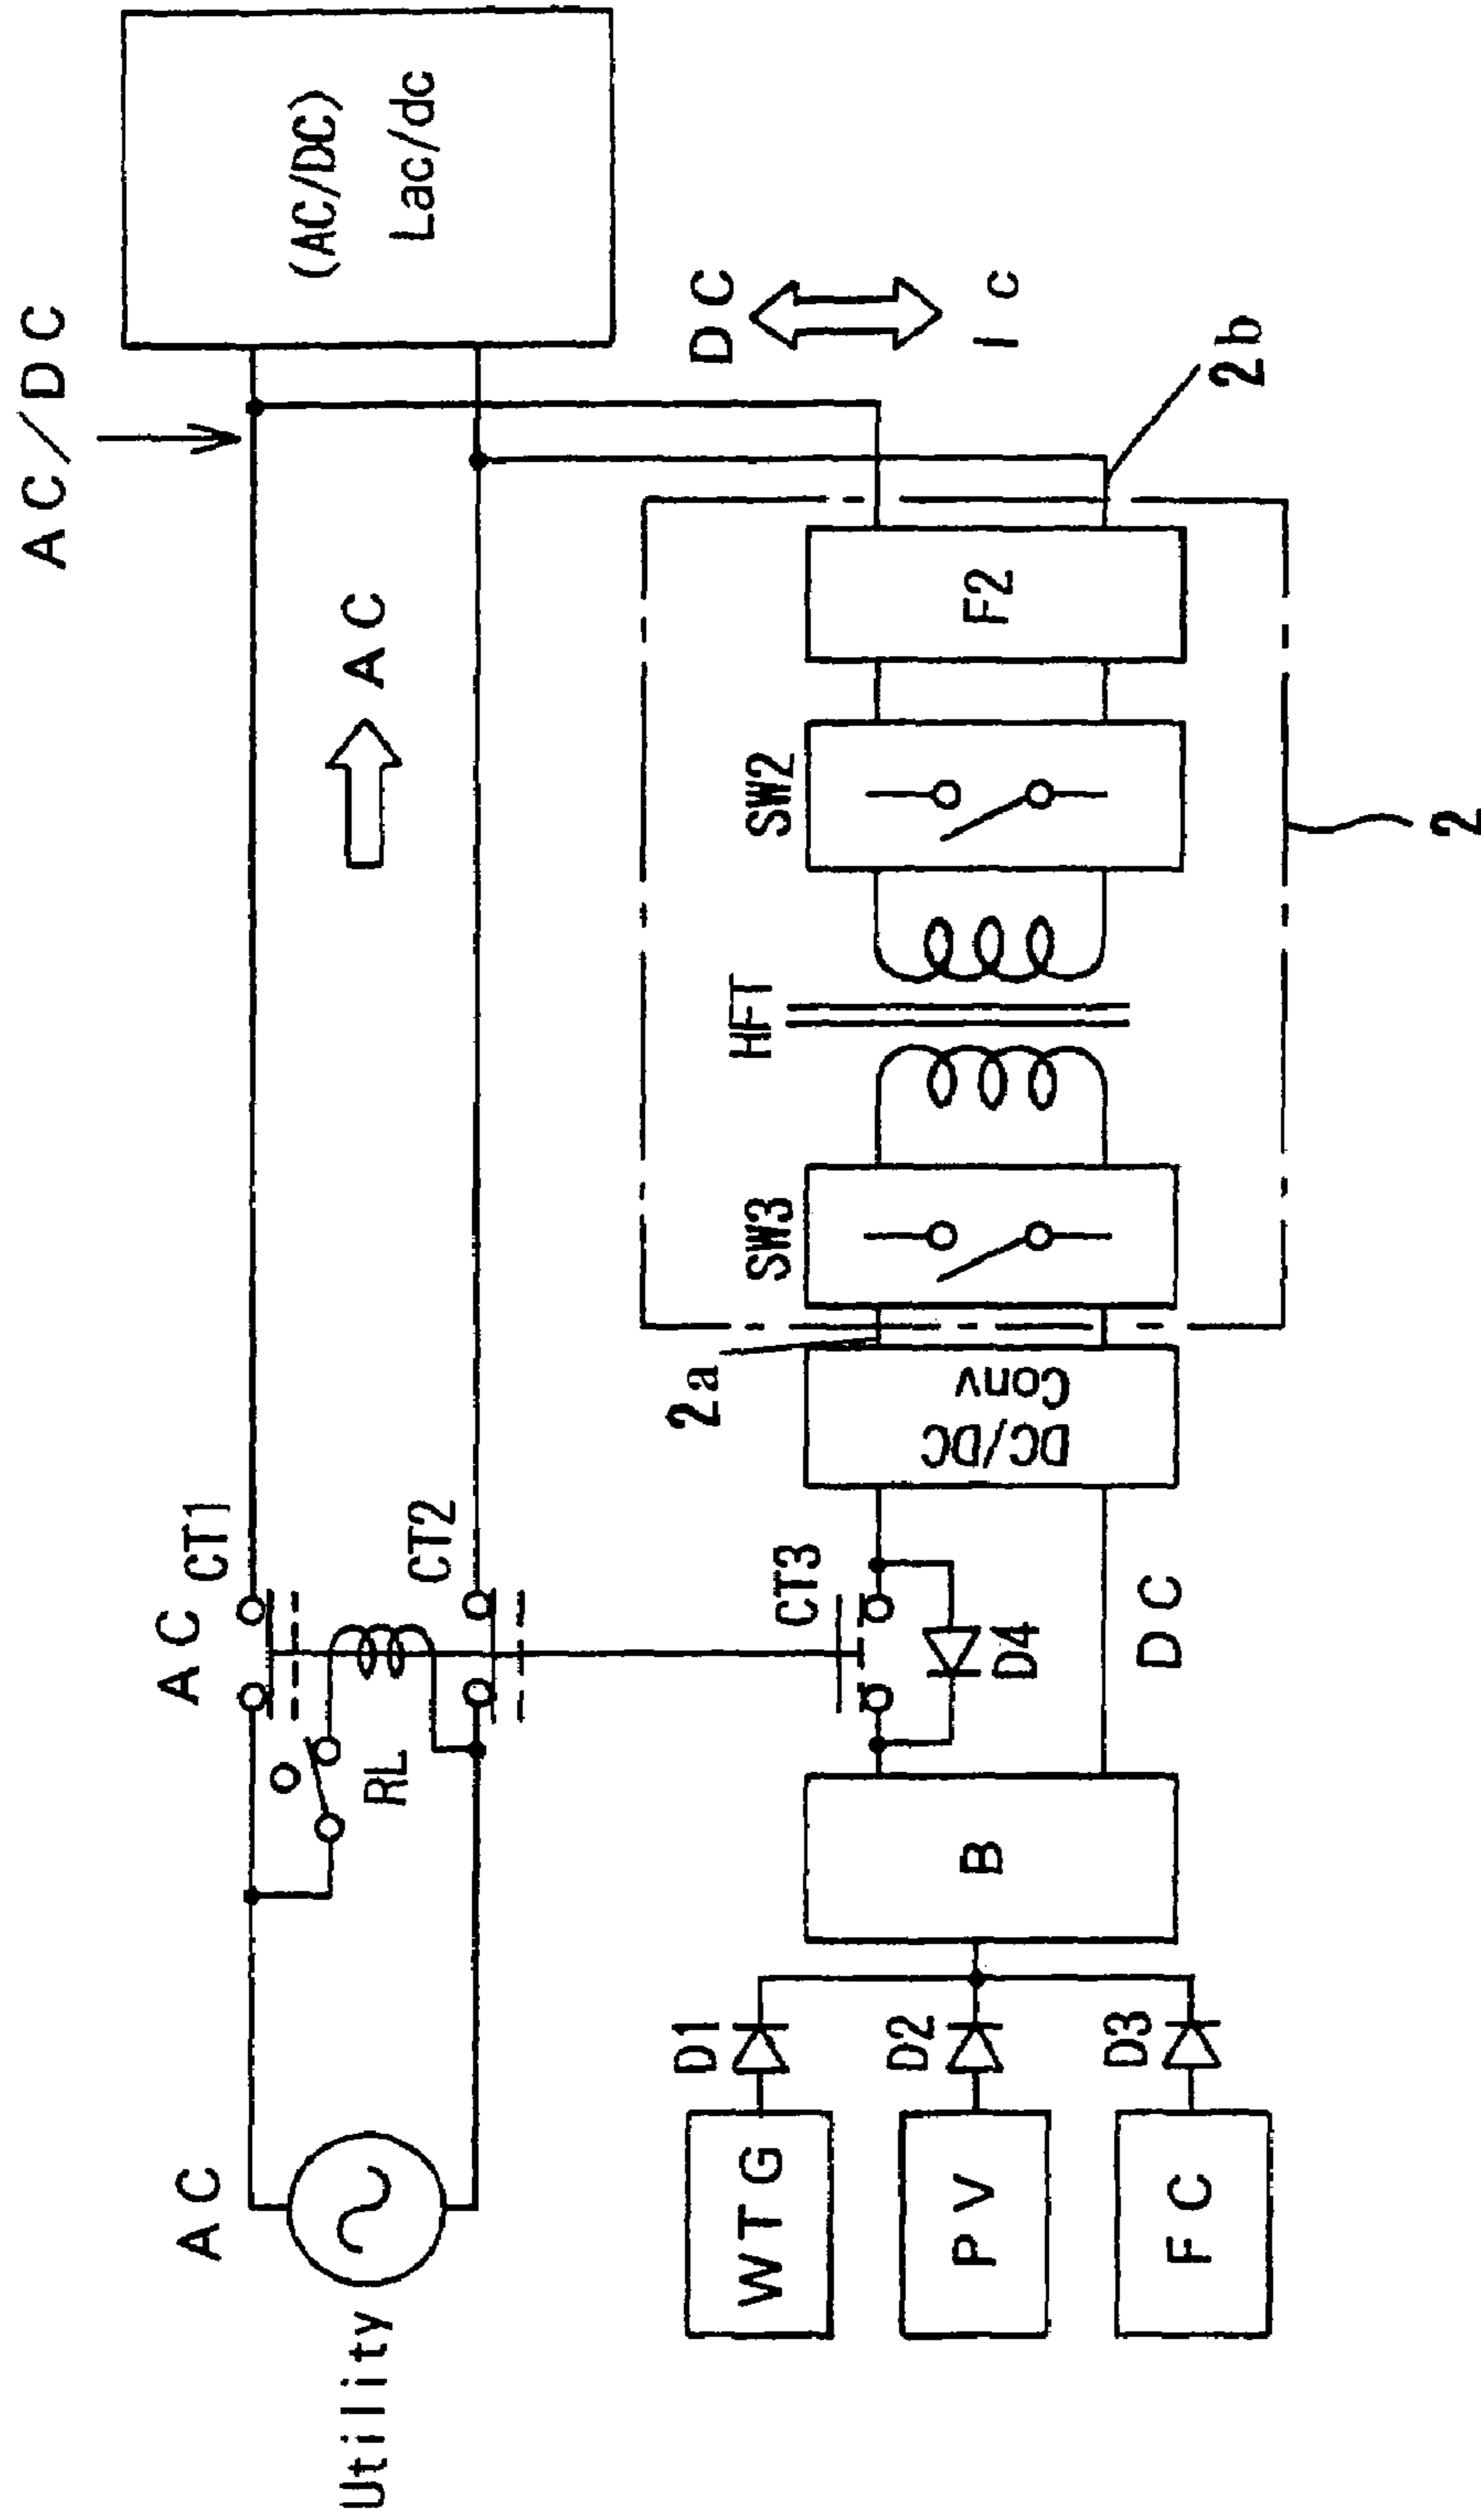 AC/DC
(AC/DC)
Lac/dc
AC
DC
Ic
2b
F2
SW2
2
HFT
SW3
2a
DC/DC
Conv
AC
CT1
CT2
CT3
D4
DC
RL
B
D1
D2
D3
AC
Utility
WTG
PV
FC